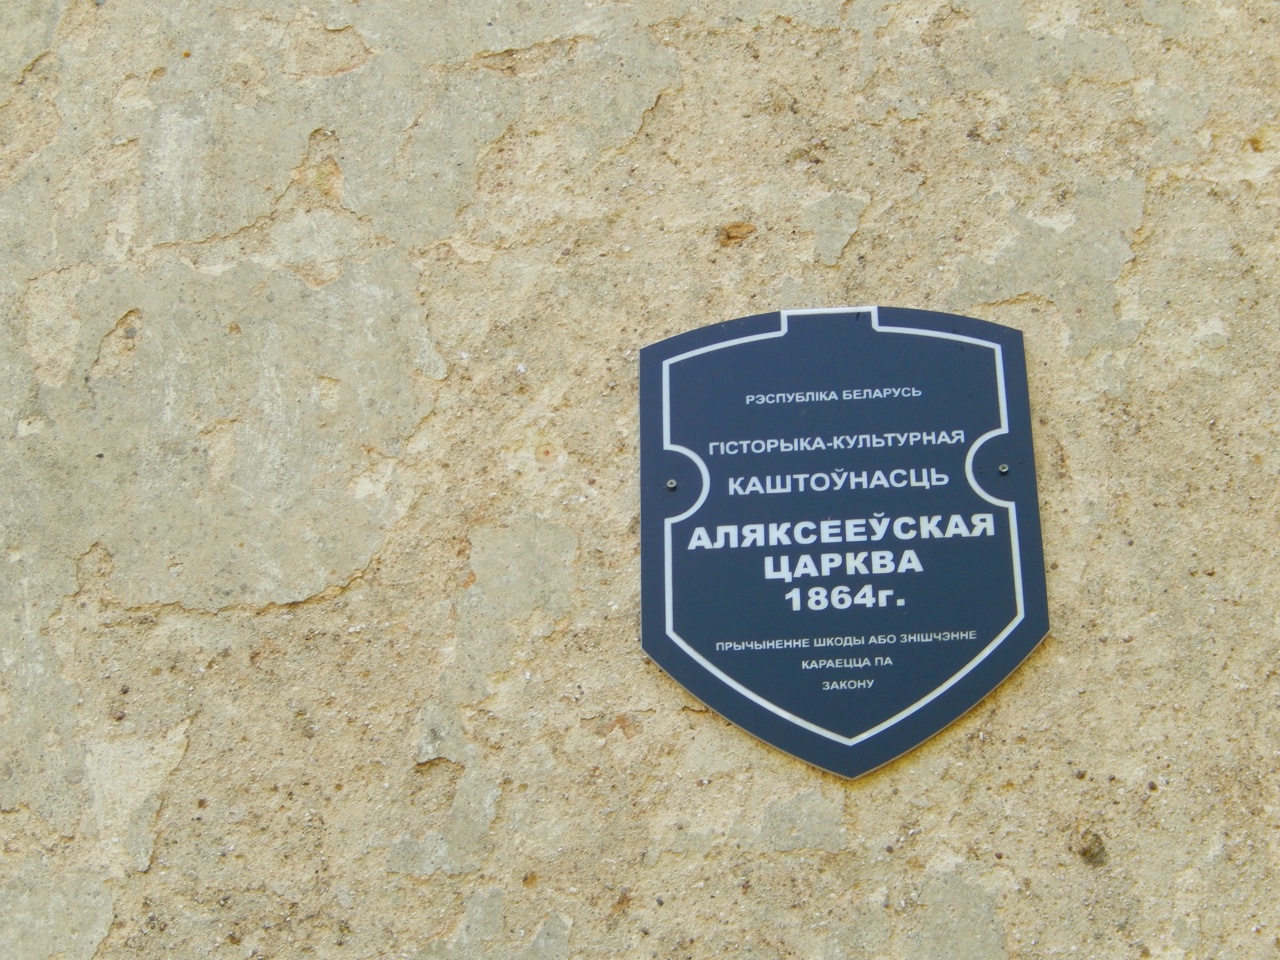 РЭСПУБЛІКА БЕЛАРУСЬ
ГІСТОРЫКА-КУЛЬТУРНАЯ
КАШТОЎНАСЦЬ
АЛЯКСЕЕЎСКАЯ
ЦАРКВА
1864г.
ПРЫЧЫНЕННЕ ШКОДЫ АБО ЗНІШЧЭННЕ
КАРАЕЦЦА ПА
ЗАКОНУ